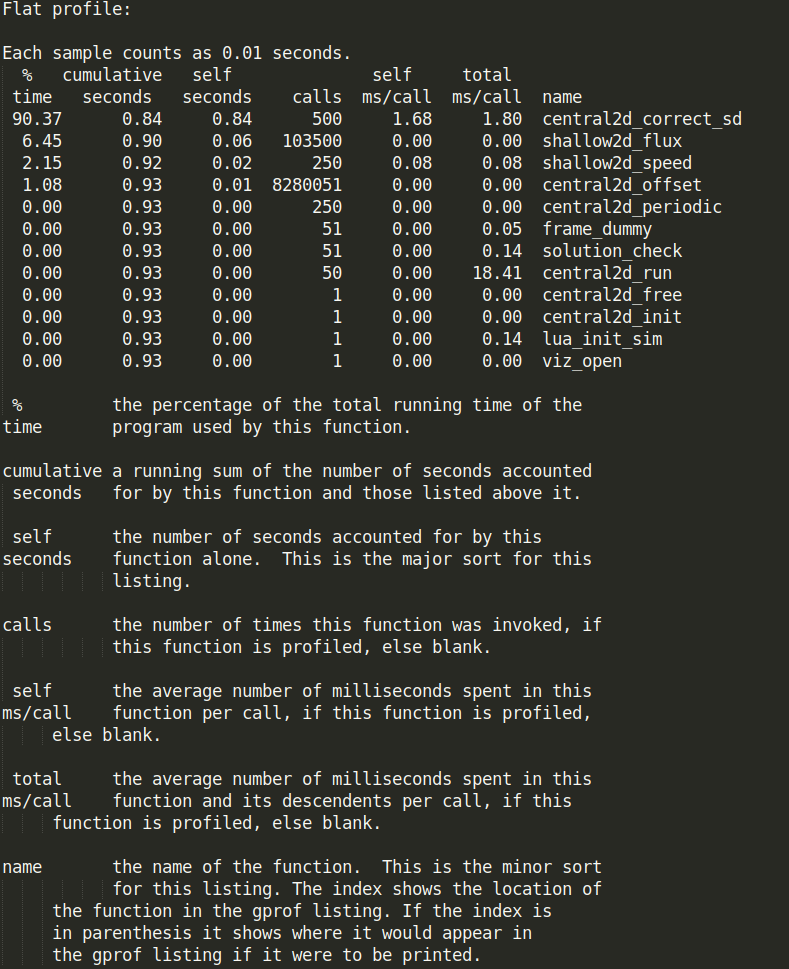 Flat profile:

Each sample counts as 0.01 seconds.
  %   cumulative   self              self     total
 time   seconds   seconds    calls  ms/call  ms/call  name
 90.37      0.84     0.84      500     1.68     1.80  central2d_correct_sd
  6.45      0.90     0.06   103500     0.00     0.00  shallow2d_flux
  2.15      0.92     0.02      250     0.08     0.08  shallow2d_speed
  1.08      0.93     0.01  8280051     0.00     0.00  central2d_offset
  0.00      0.93     0.00      250     0.00     0.00  central2d_periodic
  0.00      0.93     0.00       51     0.00     0.05  frame_dummy
  0.00      0.93     0.00       51     0.00     0.14  solution_check
  0.00      0.93     0.00       50     0.00    18.41  central2d_run
  0.00      0.93     0.00        1     0.00     0.00  central2d_free
  0.00      0.93     0.00        1     0.00     0.00  central2d_init
  0.00      0.93     0.00        1     0.00     0.14  lua_init_sim
  0.00      0.93     0.00        1     0.00     0.00  viz_open

 %         the percentage of the total running time of the
time       program used by this function.

cumulative a running sum of the number of seconds accounted
 seconds   for by this function and those listed above it.

 self      the number of seconds accounted for by this
seconds    function alone.  This is the major sort for this
           listing.

calls      the number of times this function was invoked, if
           this function is profiled, else blank.

 self      the average number of milliseconds spent in this
ms/call    function per call, if this function is profiled,
     else blank.

 total     the average number of milliseconds spent in this
ms/call    function and its descendents per call, if this
     function is profiled, else blank.

name       the name of the function.  This is the minor sort
           for this listing. The index shows the location of
     the function in the gprof listing. If the index is
     in parenthesis it shows where it would appear in
     the gprof listing if it were to be printed.